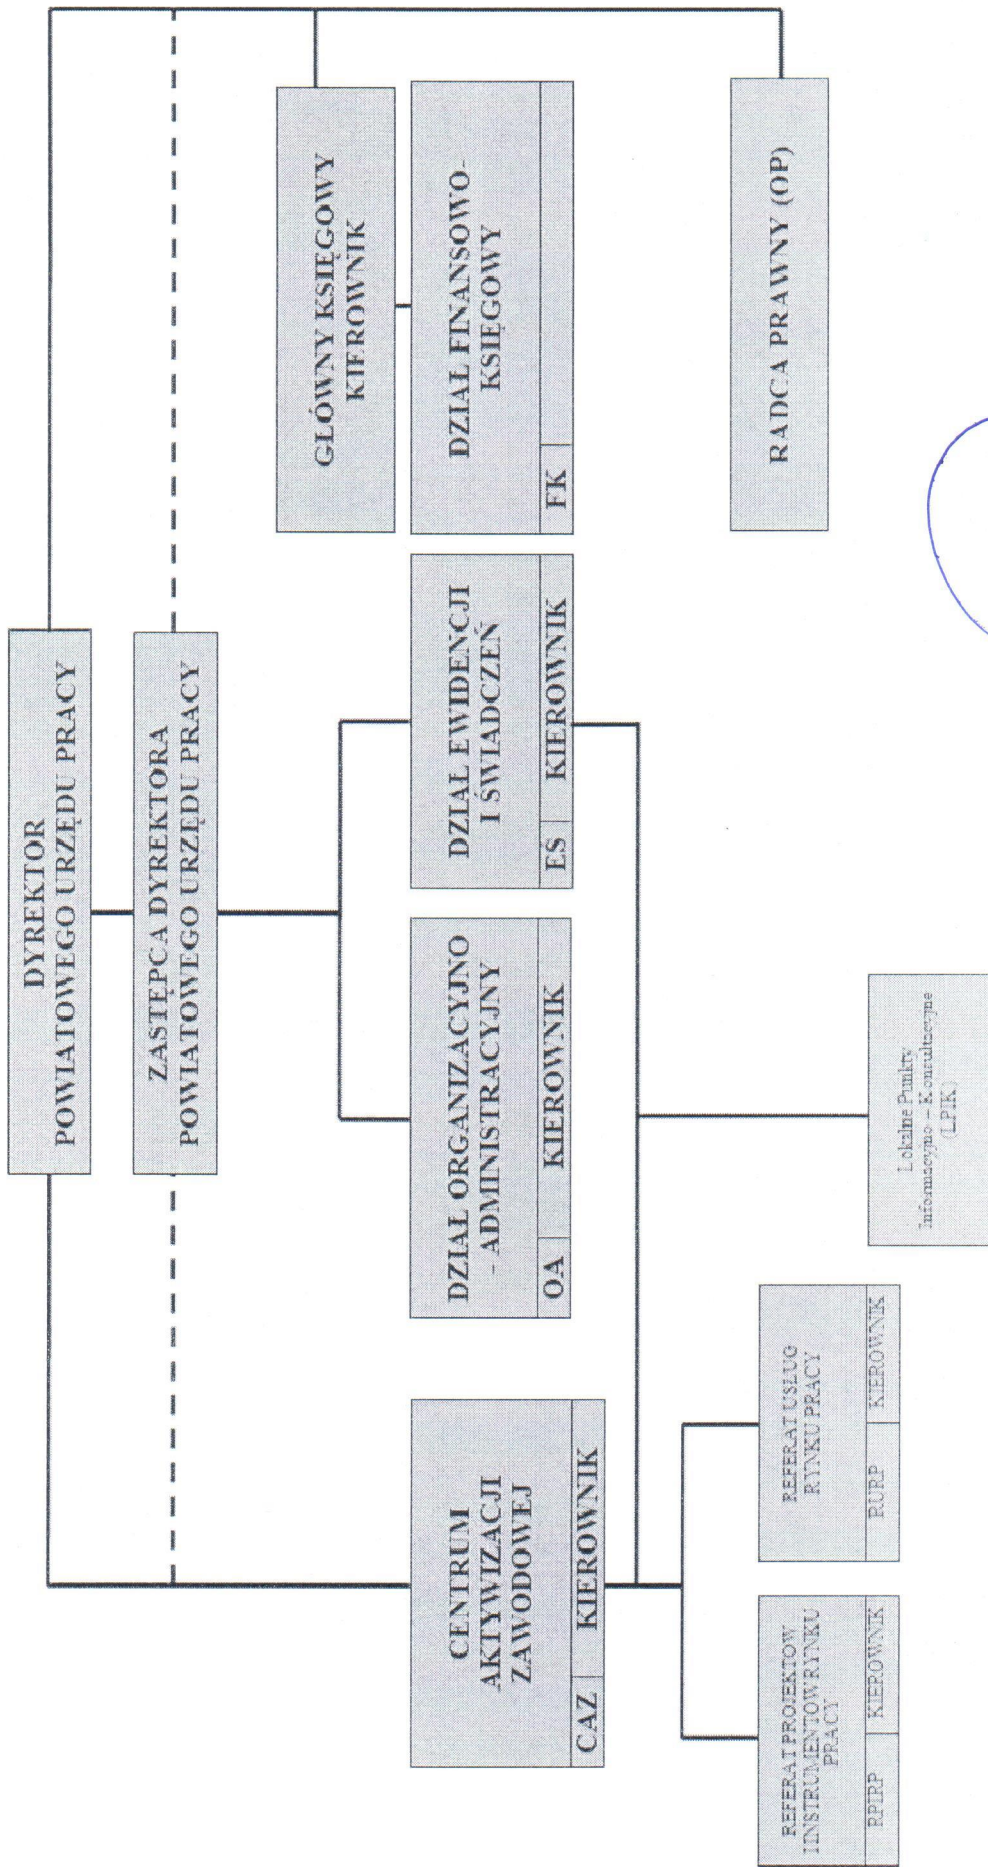 DYREKTOR
POWIATOWEGO URZĘDU PRACY
ZASTĘPCA DYREKTORA
POWIATOWEGO URZĘDU PRACY
CENTRUM
AKTYWIZACJI
ZAWODOWEJ
CAZ KIEROWNIK
DZIAŁ ORGANIZACYJNO
- ADMINISTRACYJNY
OA KIEROWNIK
DZIAŁ EWIDENCJI
I ŚWIADCZEŃ
EŚ KIEROWNIK
GŁÓWNY KSIĘGOWY
KIEROWNIK
DZIAŁ FINANSOWO-
KSIĘGOWY
FK
REFERAT PROJEKTÓW
I INSTRUMENTÓW RYNKU
PRACY
RPIRP KIEROWNIK
REFERAT USŁUG
RYNKU PRACY
RURP KIEROWNIK
Lokalne Punkty
Informacyjno – Konsultacyjne
(LPIK)
RADCA PRAWNY (OP)